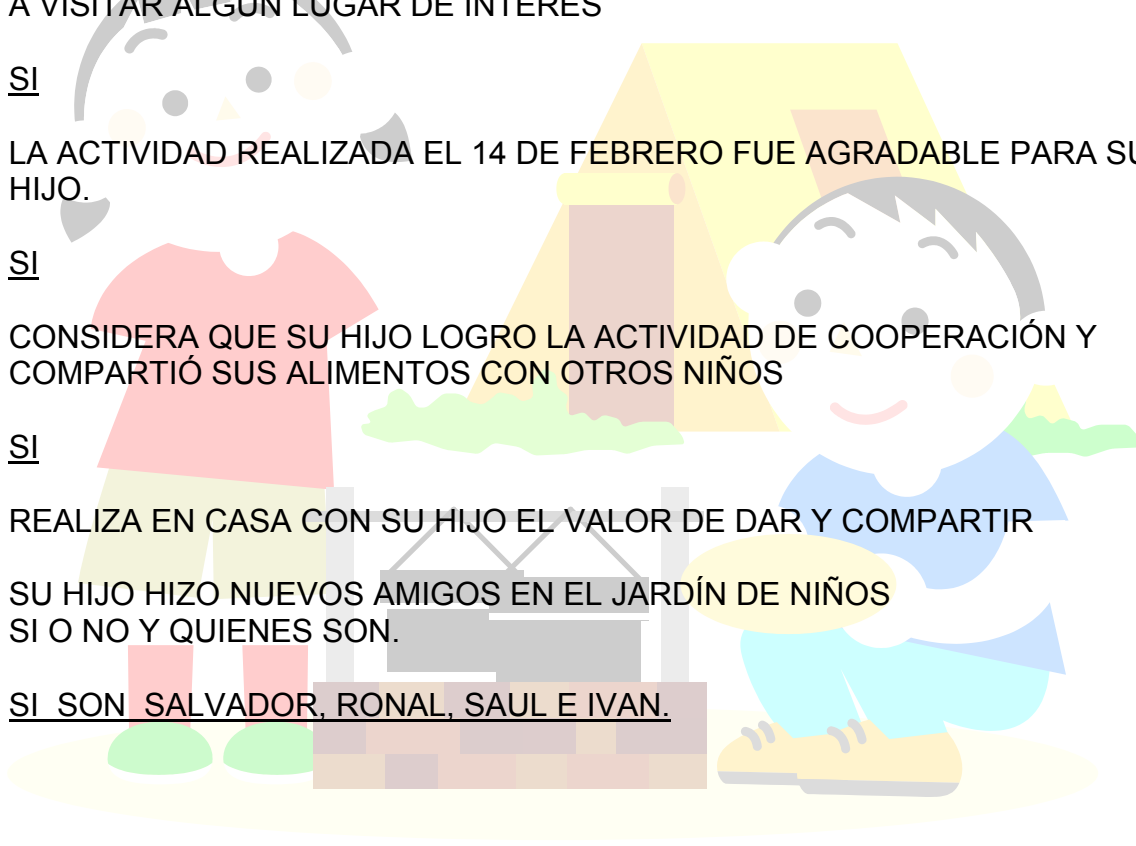 A VISITAR ALGÚN LUGAR DE INTERES
SI
LA ACTIVIDAD REALIZADA EL 14 DE FEBRERO FUE AGRADABLE PARA SU
HIJO.
SI
CONSIDERA QUE SU HIJO LOGRO LA ACTIVIDAD DE COOPERACIÓN Y
COMPARTIÓ SUS ALIMENTOS CON OTROS NIÑOS
SI
REALIZA EN CASA CON SU HIJO EL VALOR DE DAR Y COMPARTIR
SU HIJO HIZO NUEVOS AMIGOS EN EL JARDÍN DE NIÑOS
SI O NO Y QUIENES SON.
SI SON SALVADOR, RONAL, SAUL E IVAN.